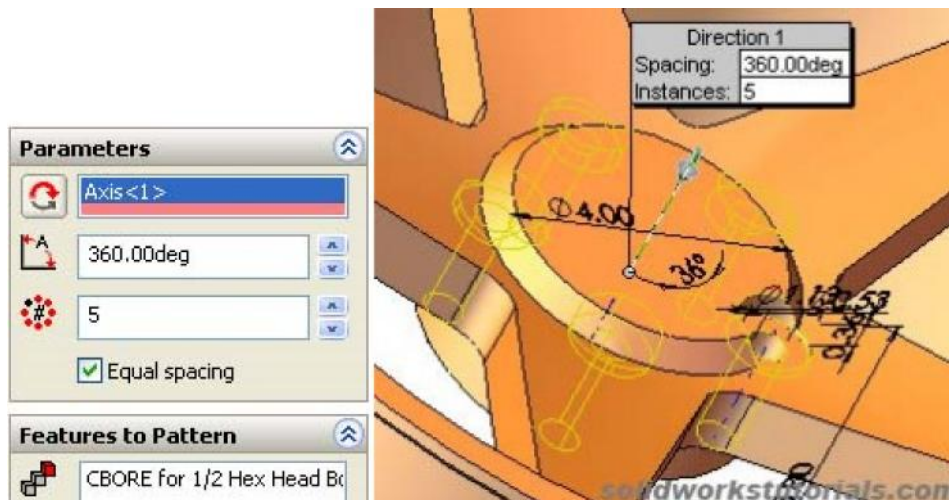 Parameters
Axis<1>
360.00deg
5
Equal spacing
Features to Pattern
CBORE for 1/2 Hex Head Bo
Direction 1
Spacing: 360.00deg
Instances: 5
∅ 4.00
36°
solidworkstutorials.com